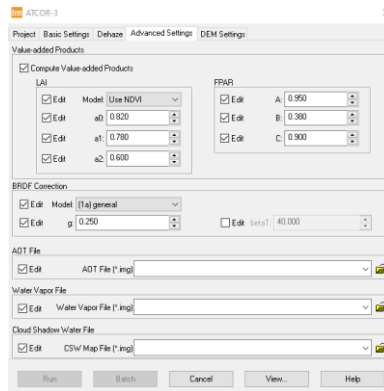 Im ATCOR-3
Project Basic Settings Dehaze Advanced Settings DEM Settings
Value-added Products
Compute Value-added Products
LAI FPAR
Edit Model: Use NDVI Edit A: 0.950
Edit a0: 0.820 Edit B: 0.380
Edit a1: 0.780 Edit C: 0.900
Edit a2: 0.600
BRDF Correction
Edit Model: (1a) general
Edit g: 0.250 Edit betaT: 40.000
AOT File
Edit AOT File (*.img)
Water Vapor File
Edit Water Vapor File (*.img)
Cloud Shadow Water File
Edit CSW Map File (*.img)
Run Batch Cancel View... Help